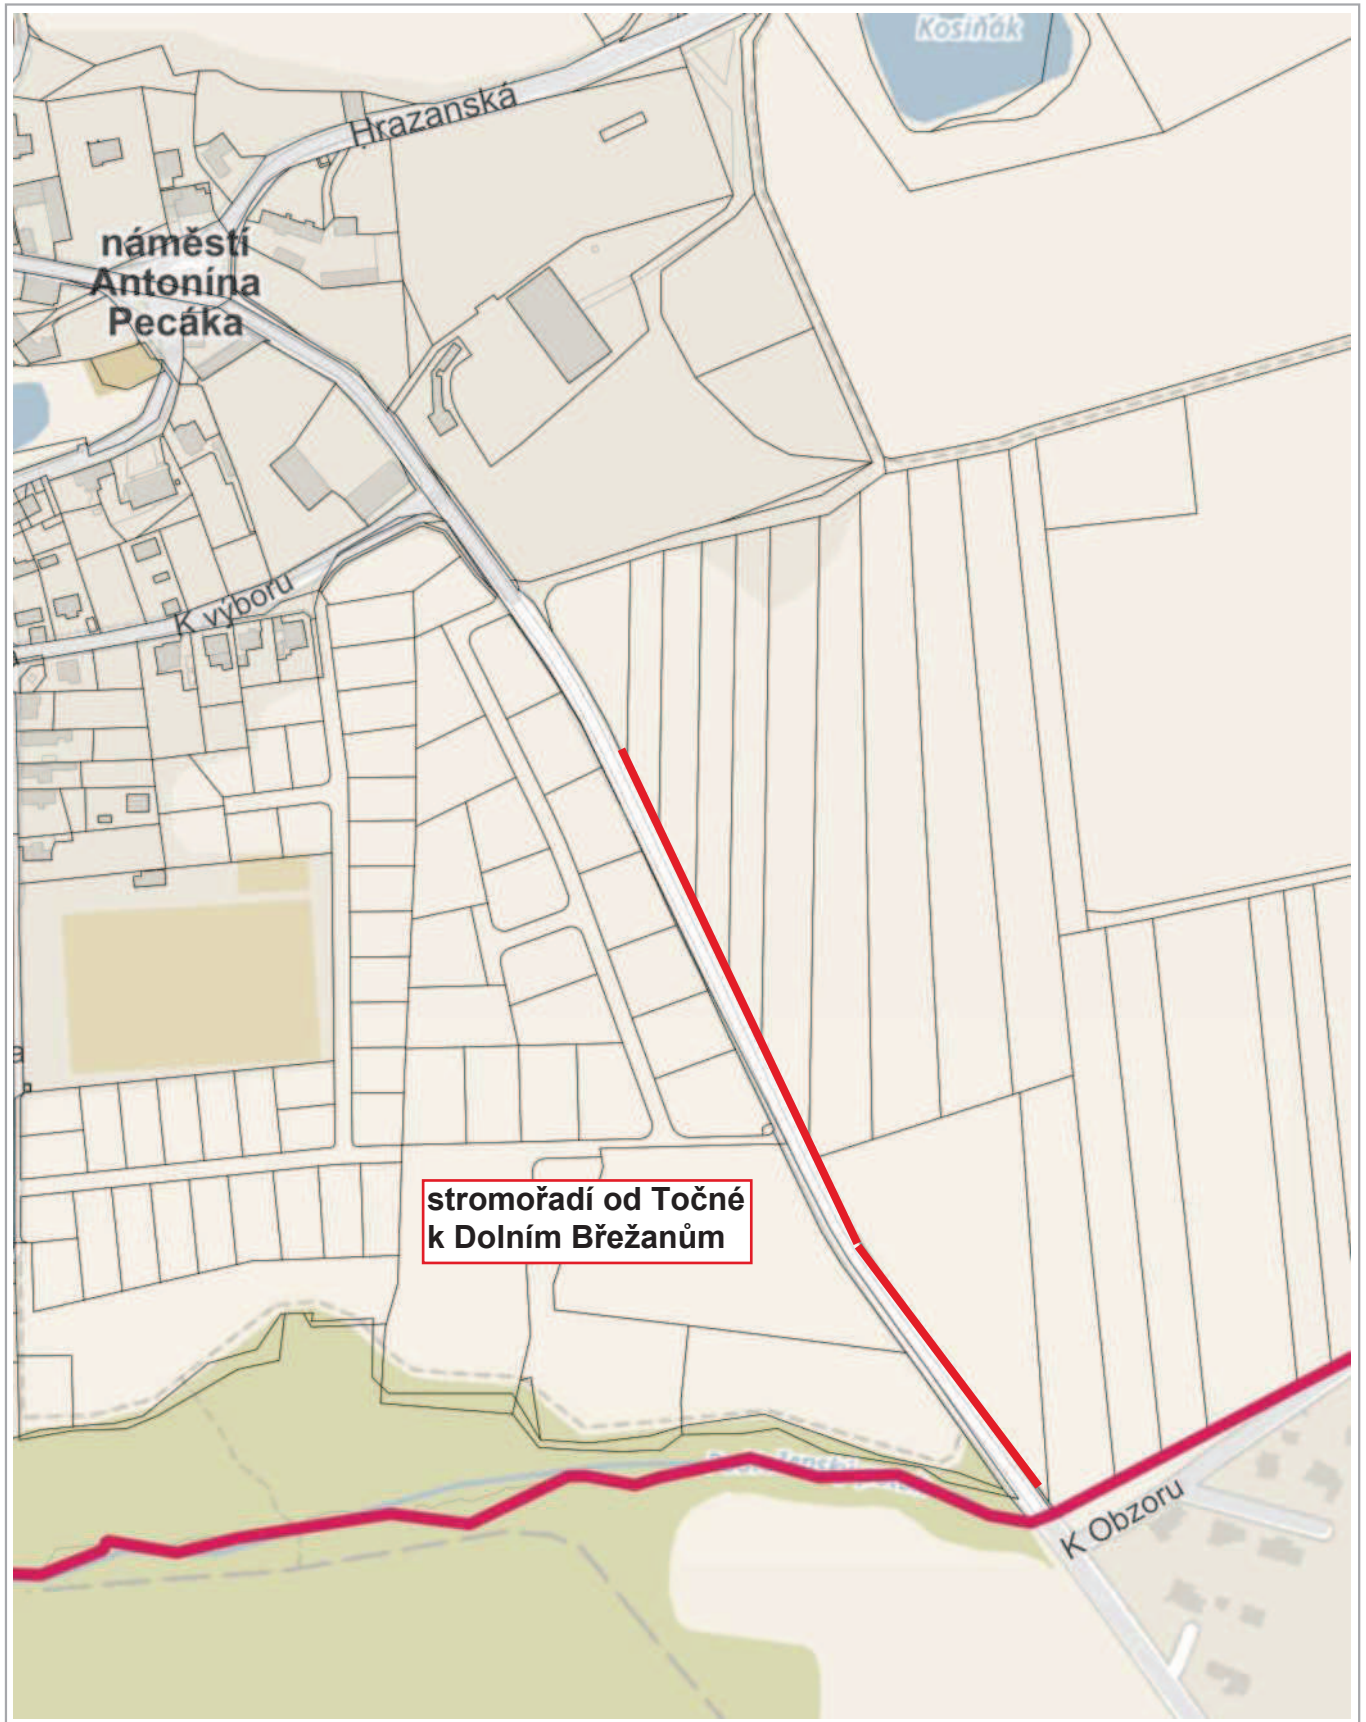 Kosiňák
Hrazanská
náměstí
Antonína
Pecáka
K výboru
stromořadí od Točné
k Dolním Břežanům
K Obzoru